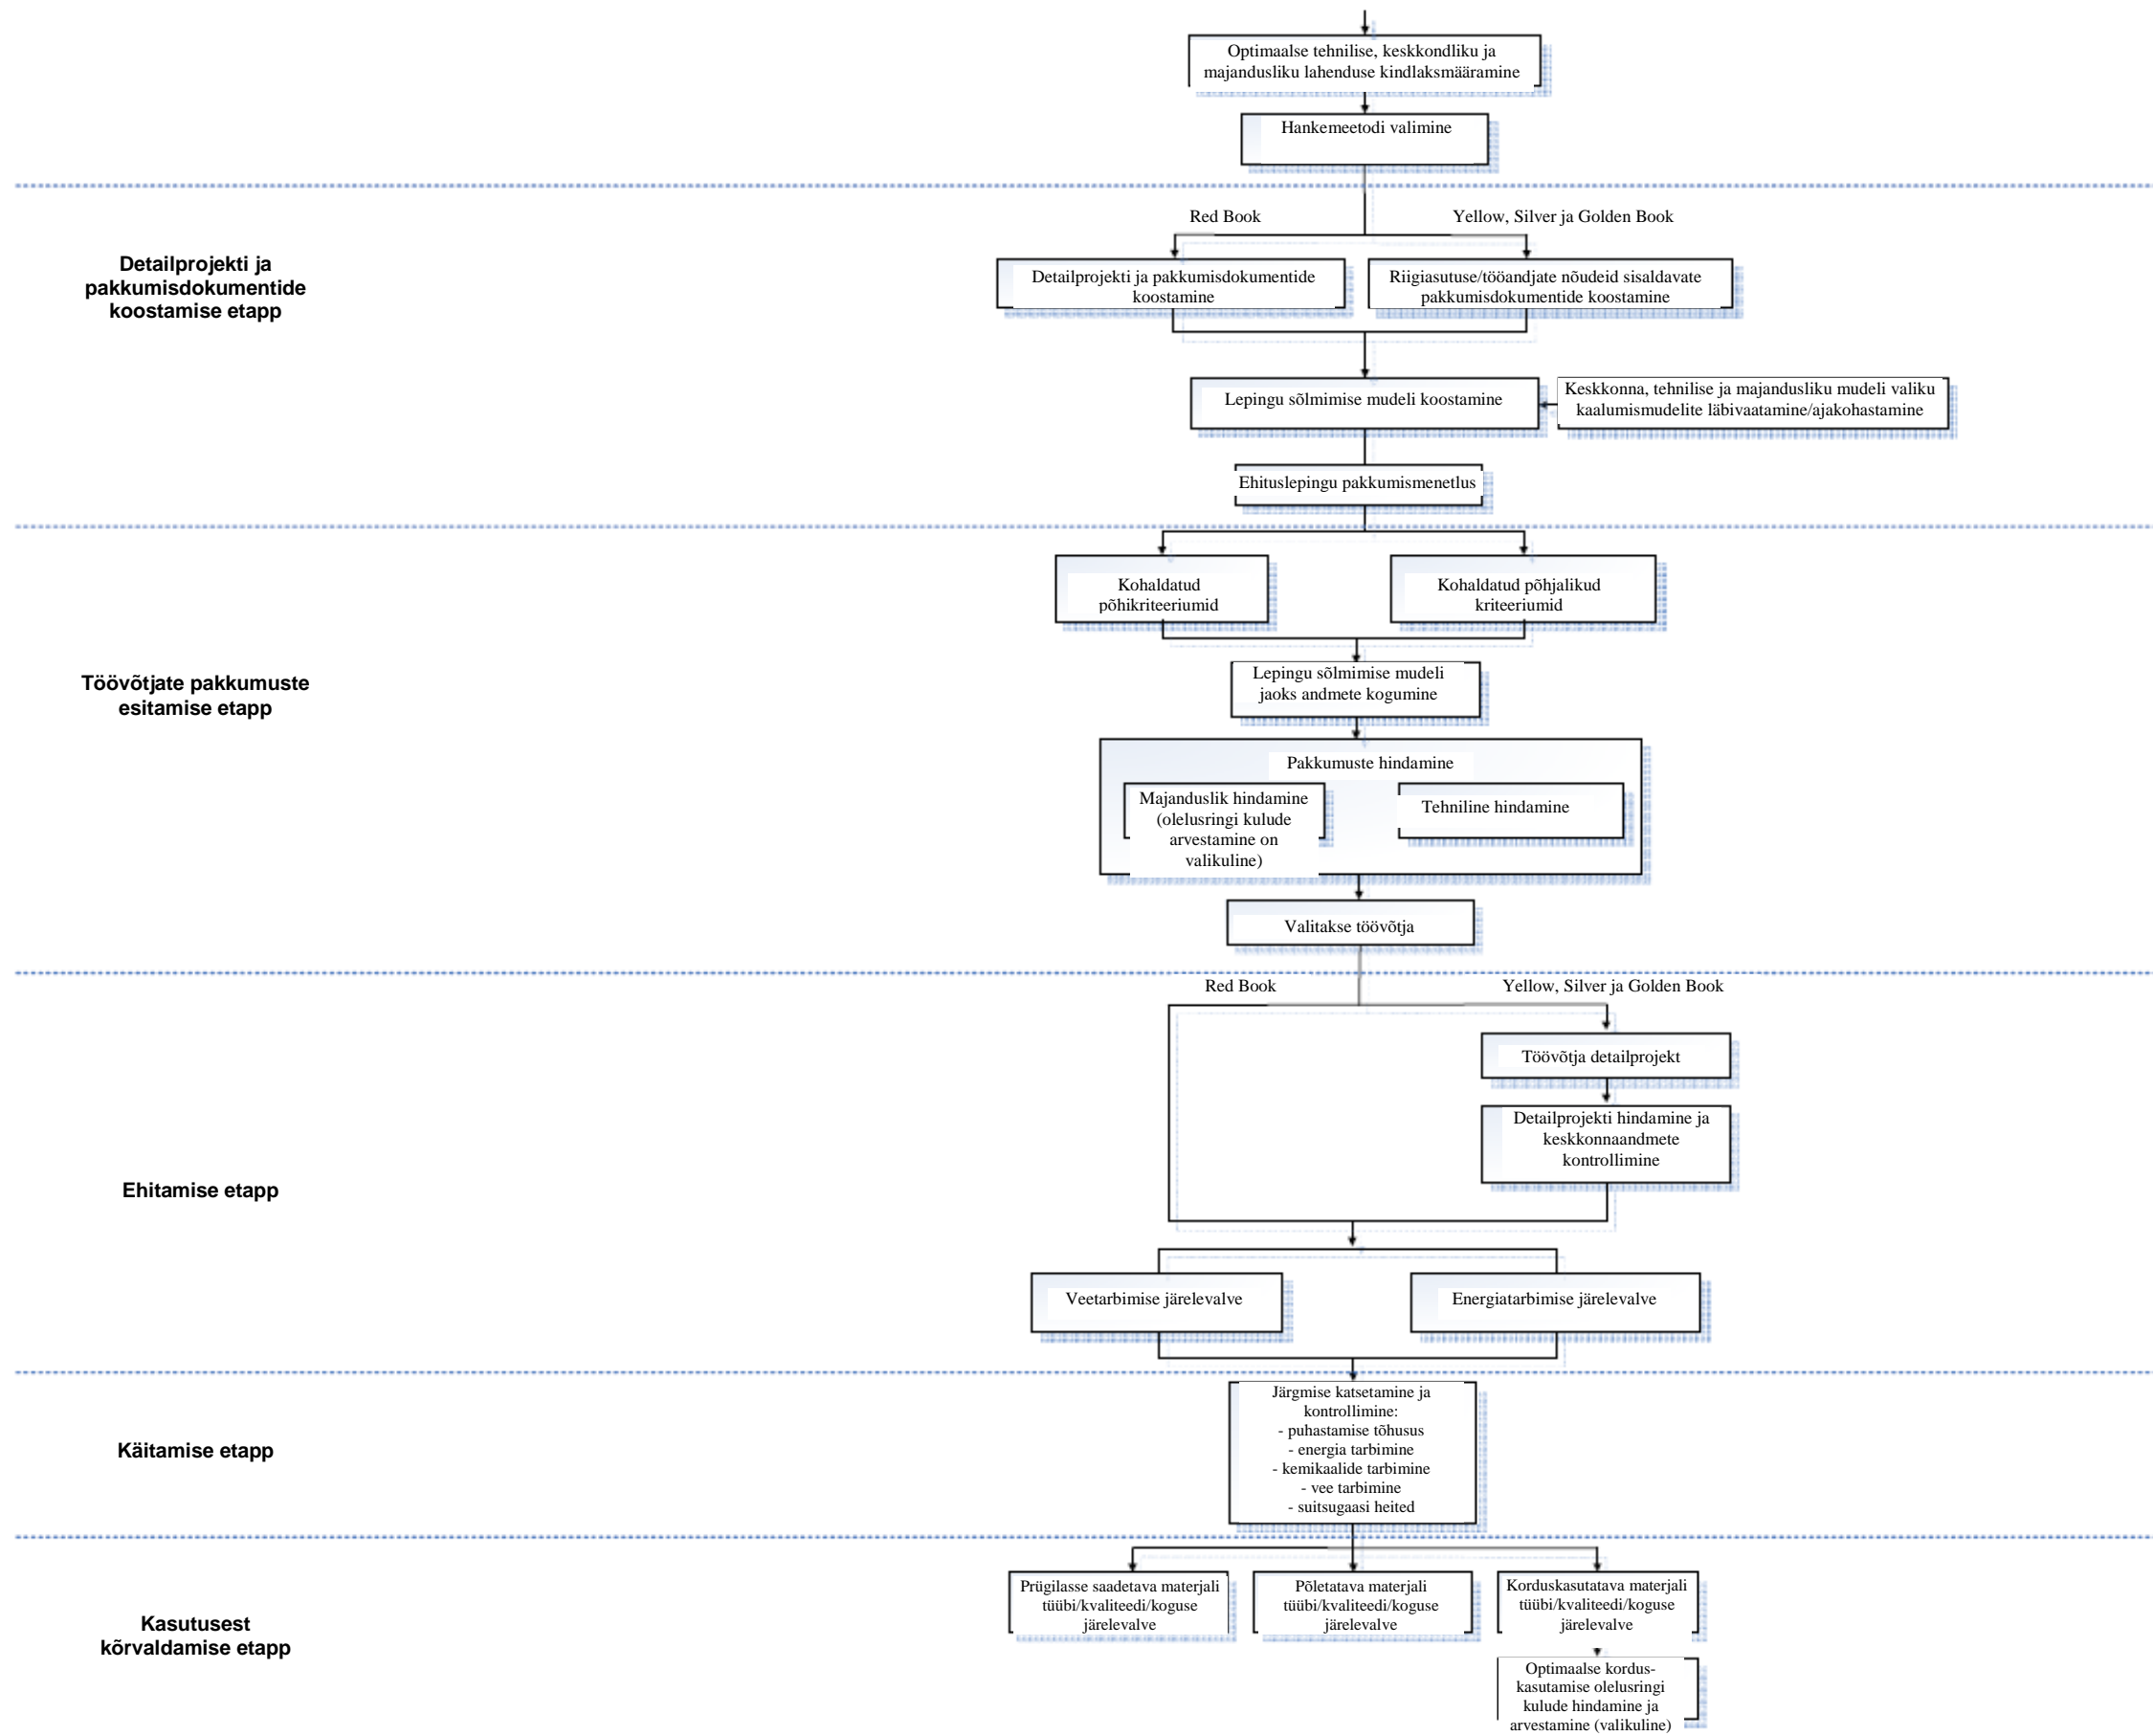 Optimaalse tehnilise, keskkondliku ja
majandusliku lahenduse kindlaksmääramine
Hankemeetodi valimine
Red Book
Yellow, Silver ja Golden Book
Detailprojekti ja
pakkumisdokumentide
koostamise etapp
Detailprojekti ja pakkumisdokumentide
koostamine
Riigiasutuse/tööandjate nõudeid sisaldavate
pakkumisdokumentide koostamine
Lepingu sõlmimise mudeli koostamine
Keskkonna, tehnilise ja majandusliku mudeli valiku
kaalumismudelite läbivaatamine/ajakohastamine
Ehituslepingu pakkumismenetlus
Kohaldatud
põhikriteeriumid
Kohaldatud põhjalikud
kriteeriumid
Töövõtjate pakkumuste
esitamise etapp
Lepingu sõlmimise mudeli
jaoks andmete kogumine
Pakkumuste hindamine
Majanduslik hindamine
(olelusringi kulude
arvestamine on
valikuline)
Tehniline hindamine
Valitakse töövõtja
Red Book
Yellow, Silver ja Golden Book
Töövõtja detailprojekt
Detailprojekti hindamine ja
keskkonnaandmete
kontrollimine
Ehitamise etapp
Veetarbimise järelevalve
Energiatarbimise järelevalve
Käitamise etapp
Järgmise katsetamine ja
kontrollimine:
- puhastamise tõhusus
- energia tarbimine
- kemikaalide tarbimine
- vee tarbimine
- suitsugaasi heited
Kasutusest
kõrvaldamise etapp
Prügilasse saadetava materjali
tüübi/kvaliteedi/koguse
järelevalve
Põletatava materjali
tüübi/kvaliteedi/koguse
järelevalve
Korduskasutatava materjali
tüübi/kvaliteedi/koguse
järelevalve
Optimaalse kordus-
kasutamise olelusringi
kulude hindamine ja
arvestamine (valikuline)